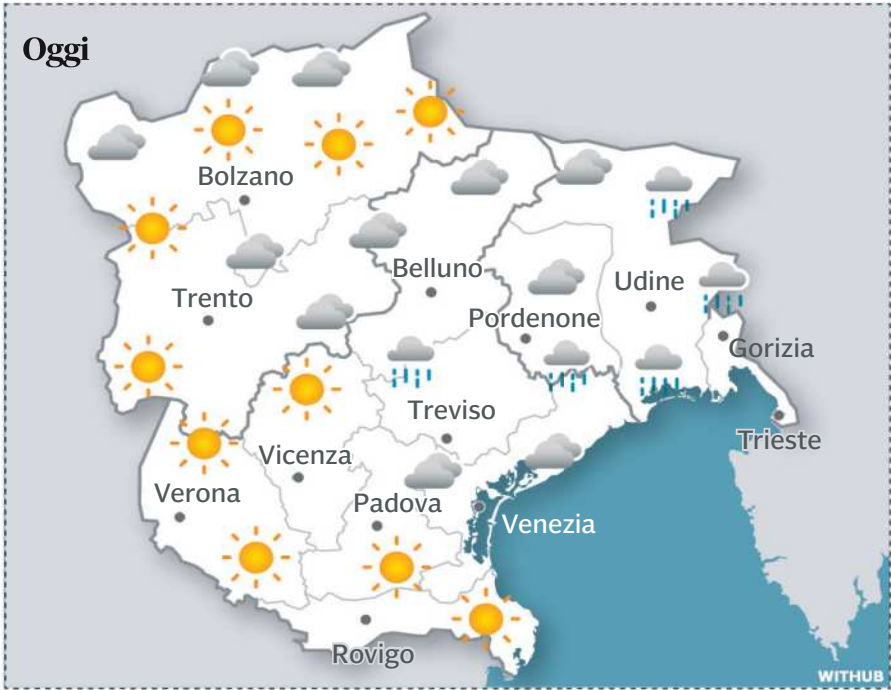 Oggi
Bolzano
Trento
Belluno
Udine
Pordenone
Gorizia
Treviso
Trieste
Vicenza
Verona
Padova
Venezia
Rovigo
WITHUB